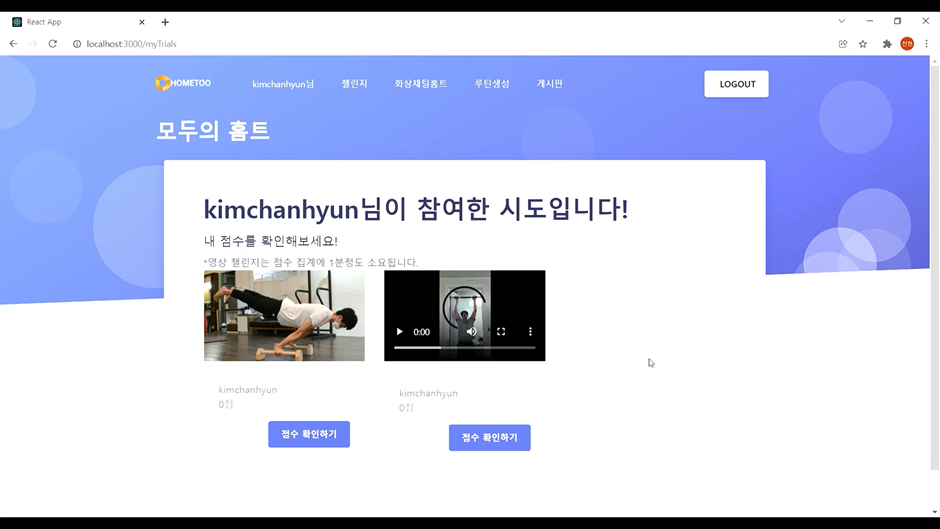 React App
localhost:3000/myTrials
HOMETOO
kimchanhyun님
챌린지
화상채팅홈트
루틴생성
게시판
LOGOUT
모두의 홈트
kimchanhyun님이 참여한 시도입니다!
내 점수를 확인해보세요!
*영상 챌린지는 점수 집계에 1분정도 소요됩니다.
0:00
kimchanhyun
0점
점수 확인하기
kimchanhyun
0점
점수 확인하기